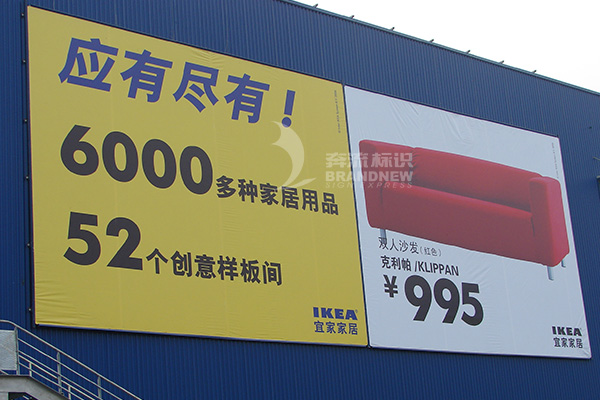 应有尽有！
6000多种家居用品
52个创意样板间
IKEA
宜家家居
奔流标识
BRANDNEW
SIGN EXPRESS
双人沙发（红色）
克利帕 /KLIPPAN
¥995
IKEA
宜家家居